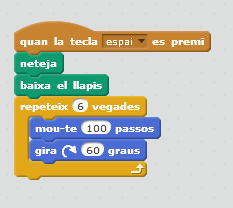 quan la tecla espai es premi
neteja
baixa el llapis
repeteix 6 vegades
mou-te 100 passos
gira 60 graus